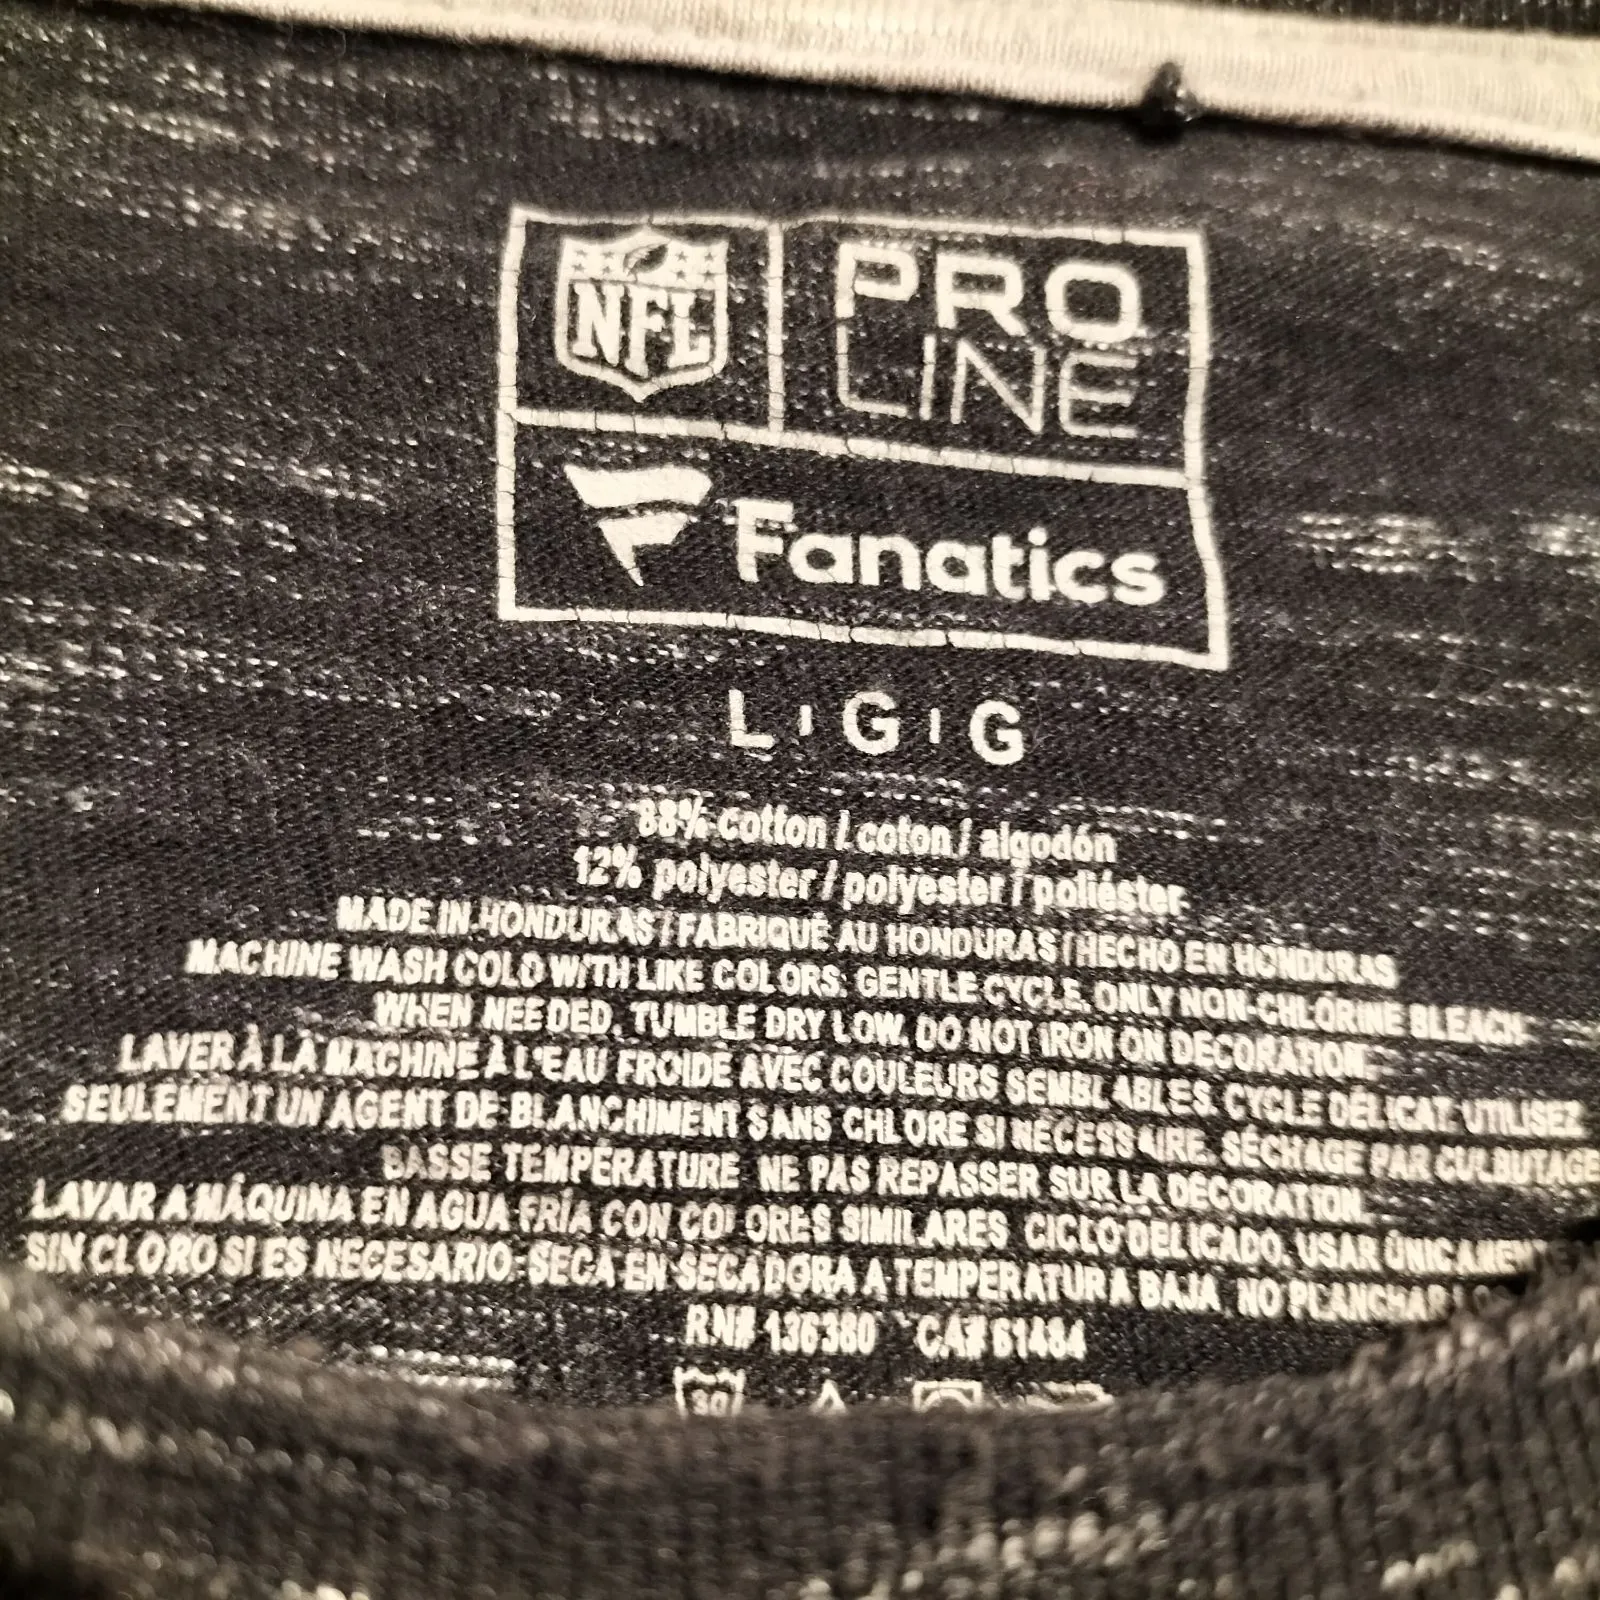 NFL
PRO
LINE
Fanatics
L | G | G
88% cotton / coton / algodón
12% polyester / polyester / poliéster
MADE IN HONDURAS / FABRIQUÉ AU HONDURAS / HECHO EN HONDURAS
MACHINE WASH COLD WITH LIKE COLORS. GENTLE CYCLE. ONLY NON-CHLORINE BLEACH
WHEN NEEDED. TUMBLE DRY LOW. DO NOT IRON ON DECORATION.
LAVER À LA MACHINE À L'EAU FROIDE AVEC COULEURS SEMBLABLES. CYCLE DÉLICAT. UTILISEZ
SEULEMENT UN AGENT DE BLANCHIMENT SANS CHLORE SI NÉCESSAIRE. SÉCHAGE PAR CULBUTAGE
BASSE TEMPÉRATURE NE PAS REPASSER SUR LA DÉCORATION.
LAVAR A MÁQUINA EN AGUA FRÍA CON COLORES SIMILARES CICLO DELICADO. USAR ÚNICAMEN
SIN CLORO SI ES NECESARIO. SECA EN SECADORA A TEMPERATURA BAJA NO PLANCHAR
RN# 136380 CA# 61484
30